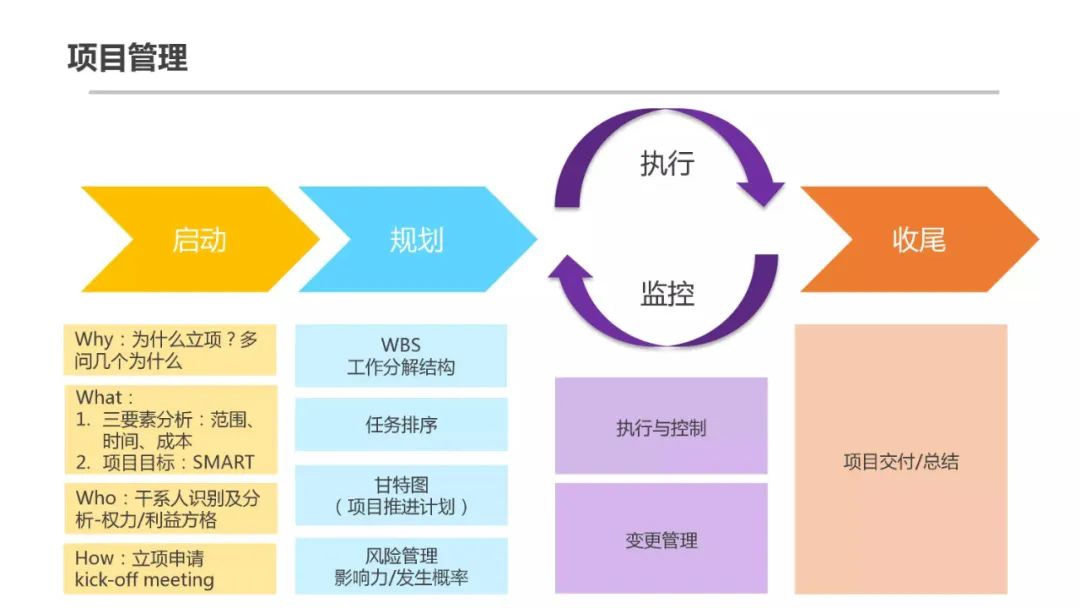 项目管理
启动
规划
执行
监控
收尾
Why：为什么立项？多
问几个为什么
What：
1. 三要素分析：范围、
时间、成本
2. 项目目标：SMART
Who：干系人识别及分
析-权力/利益方格
How：立项申请
kick-off meeting
WBS
工作分解结构
任务排序
甘特图
（项目推进计划）
风险管理
影响力/发生概率
执行与控制
变更管理
项目交付/总结